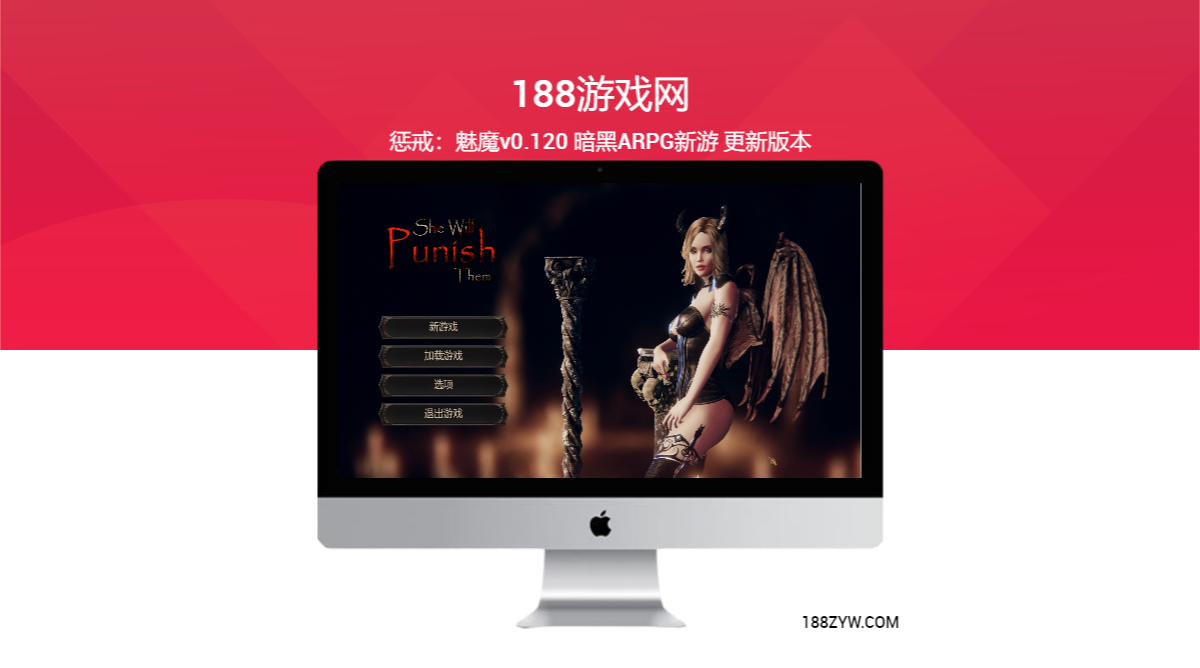 188游戏网
惩戒：魅魔v0.120 暗黑ARPG新游 更新版本
She Will
Punish
Them
新游戏
加载游戏
选项
退出游戏
188ZYW.COM